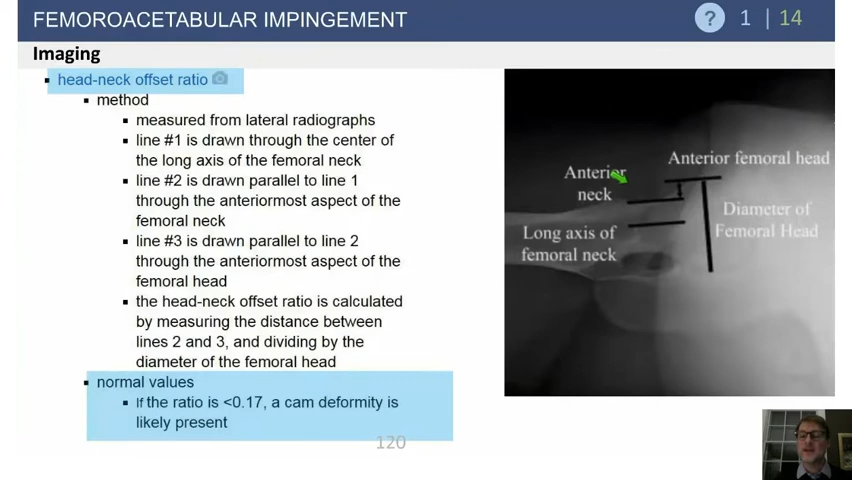 FEMOROACETABULAR IMPINGEMENT
? 1 | 14
Imaging
head-neck offset ratio
method
measured from lateral radiographs
line #1 is drawn through the center of
the long axis of the femoral neck
line #2 is drawn parallel to line 1
through the anteriormost aspect of the
femoral neck
line #3 is drawn parallel to line 2
through the anteriormost aspect of the
femoral head
the head-neck offset ratio is calculated
by measuring the distance between
lines 2 and 3, and dividing by the
diameter of the femoral head
normal values
If the ratio is <0.17, a cam deformity is
likely present
120
Anterior femoral head
Anterior
neck
Diameter of
Femoral Head
Long axis of
femoral neck